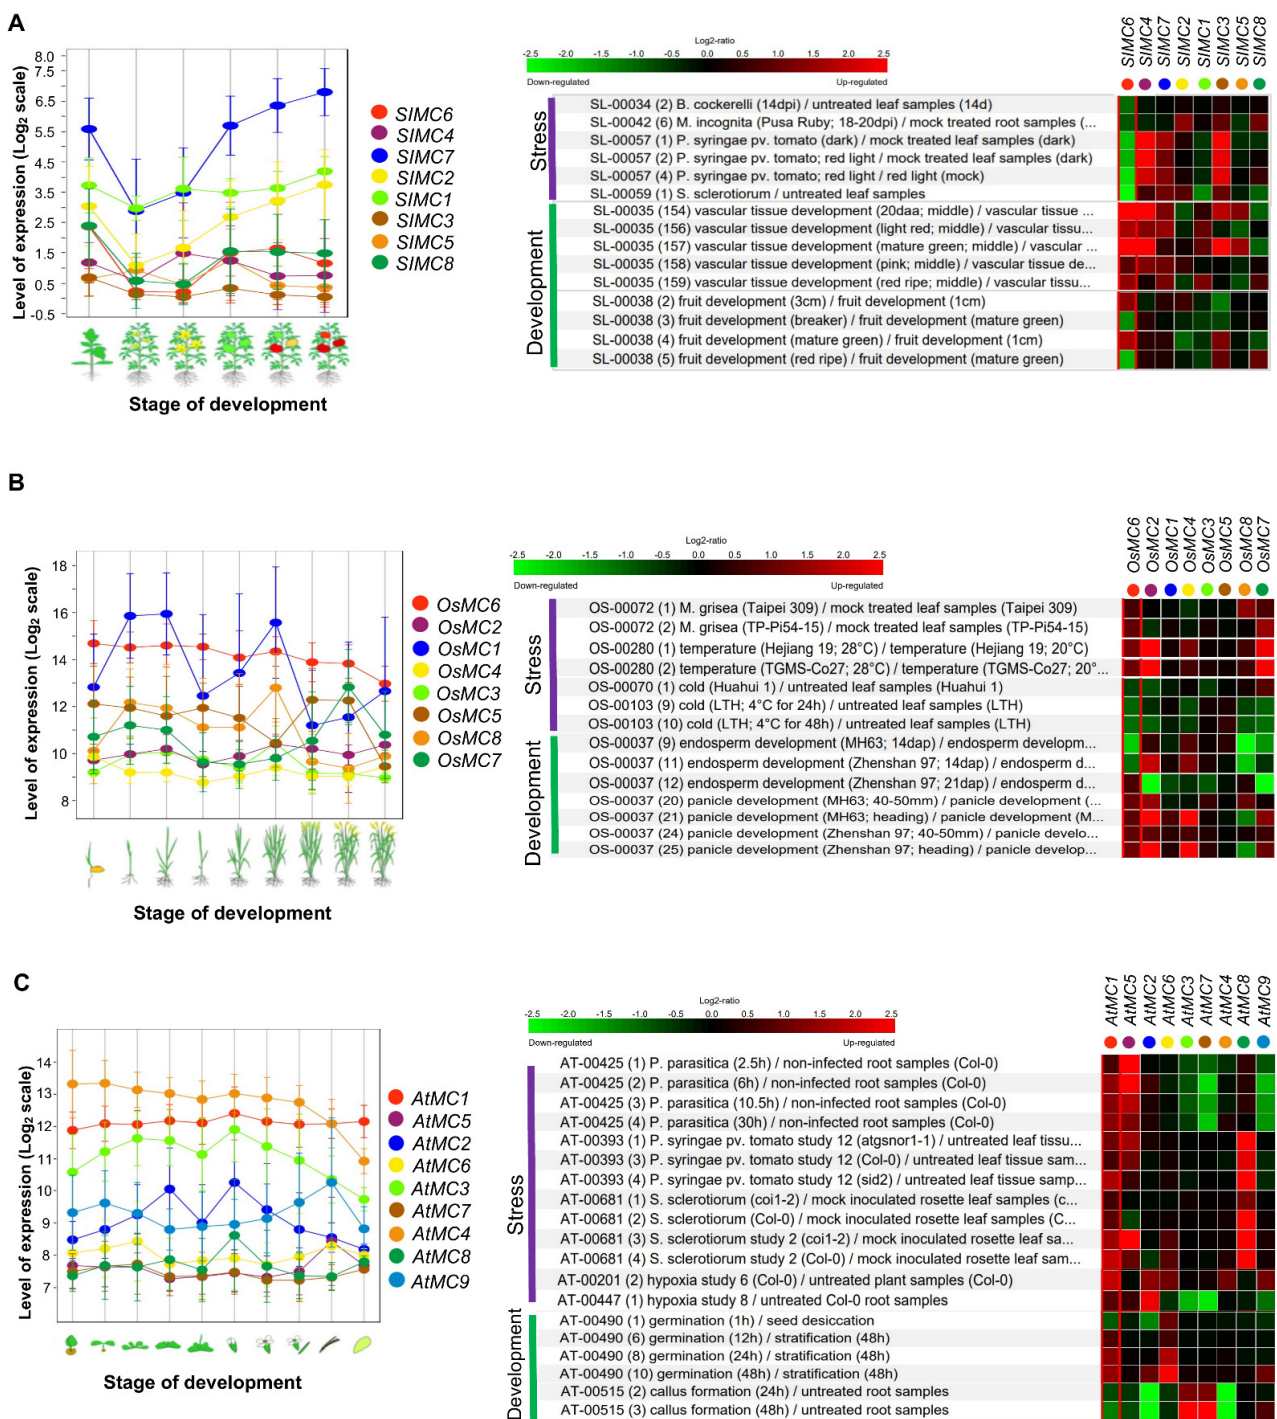 A
Level of expression (Log2 scale)
8.0
7.5
6.5
5.5
4.5
3.5
2.5
1.5
0.5
-0.5
Stage of development
SlMC6
SlMC4
SlMC7
SlMC2
SlMC1
SlMC3
SlMC5
SlMC8
Log2-ratio
-2.5 -2.0 -1.5 -1.0 -0.5 0.0 0.5 1.0 1.5 2.0 2.5
Down-regulated Up-regulated
SlMC6 SlMC4 SlMC7 SlMC2 SlMC1 SlMC3 SlMC5 SlMC8
Stress
SL-00034 (2) B. cockerelli (14dpi) / untreated leaf samples (14d)
SL-00042 (6) M. incognita (Pusa Ruby; 18-20dpi) / mock treated root samples (...
SL-00057 (1) P. syringae pv. tomato (dark) / mock treated leaf samples (dark)
SL-00057 (2) P. syringae pv. tomato; red light / mock treated leaf samples (dark)
SL-00057 (4) P. syringae pv. tomato; red light / red light (mock)
SL-00059 (1) S. sclerotiorum / untreated leaf samples
Development
SL-00035 (154) vascular tissue development (20daa; middle) / vascular tissue ...
SL-00035 (156) vascular tissue development (light red; middle) / vascular tissu...
SL-00035 (157) vascular tissue development (mature green; middle) / vascular ...
SL-00035 (158) vascular tissue development (pink; middle) / vascular tissue de...
SL-00035 (159) vascular tissue development (red ripe; middle) / vascular tissu...
SL-00038 (2) fruit development (3cm) / fruit development (1cm)
SL-00038 (3) fruit development (breaker) / fruit development (mature green)
SL-00038 (4) fruit development (mature green) / fruit development (1cm)
SL-00038 (5) fruit development (red ripe) / fruit development (mature green)
B
Level of expression (Log2 scale)
18
16
14
12
10
8
Stage of development
OsMC6
OsMC2
OsMC1
OsMC4
OsMC3
OsMC5
OsMC8
OsMC7
Log2-ratio
-2.5 -2.0 -1.5 -1.0 -0.5 0.0 0.5 1.0 1.5 2.0 2.5
Down-regulated Up-regulated
OsMC6 OsMC2 OsMC1 OsMC4 OsMC3 OsMC5 OsMC8 OsMC7
Stress
OS-00072 (1) M. grisea (Taipei 309) / mock treated leaf samples (Taipei 309)
OS-00072 (2) M. grisea (TP-Pi54-15) / mock treated leaf samples (TP-Pi54-15)
OS-00280 (1) temperature (Hejiang 19; 28°C) / temperature (Hejiang 19; 20°C)
OS-00280 (2) temperature (TGMS-Co27; 28°C) / temperature (TGMS-Co27; 20°...
OS-00070 (1) cold (Huahui 1) / untreated leaf samples (Huahui 1)
OS-00103 (9) cold (LTH; 4°C for 24h) / untreated leaf samples (LTH)
OS-00103 (10) cold (LTH; 4°C for 48h) / untreated leaf samples (LTH)
Development
OS-00037 (9) endosperm development (MH63; 14dap) / endosperm developm...
OS-00037 (11) endosperm development (Zhenshan 97; 14dap) / endosperm d...
OS-00037 (12) endosperm development (Zhenshan 97; 21dap) / endosperm d...
OS-00037 (20) panicle development (MH63; 40-50mm) / panicle development (...
OS-00037 (21) panicle development (MH63; heading) / panicle development (M...
OS-00037 (24) panicle development (Zhenshan 97; 40-50mm) / panicle develo...
OS-00037 (25) panicle development (Zhenshan 97; heading) / panicle develop...
C
Level of expression (Log2 scale)
14
13
12
11
10
9
8
7
Stage of development
AtMC1
AtMC5
AtMC2
AtMC6
AtMC3
AtMC7
AtMC4
AtMC8
AtMC9
Log2-ratio
-2.5 -2.0 -1.5 -1.0 -0.5 0.0 0.5 1.0 1.5 2.0 2.5
Down-regulated Up-regulated
AtMC1 AtMC5 AtMC2 AtMC6 AtMC3 AtMC7 AtMC4 AtMC8 AtMC9
Stress
AT-00425 (1) P. parasitica (2.5h) / non-infected root samples (Col-0)
AT-00425 (2) P. parasitica (6h) / non-infected root samples (Col-0)
AT-00425 (3) P. parasitica (10.5h) / non-infected root samples (Col-0)
AT-00425 (4) P. parasitica (30h) / non-infected root samples (Col-0)
AT-00393 (1) P. syringae pv. tomato study 12 (atgsnor1-1) / untreated leaf tissu...
AT-00393 (3) P. syringae pv. tomato study 12 (Col-0) / untreated leaf tissue sam...
AT-00393 (4) P. syringae pv. tomato study 12 (sid2) / untreated leaf tissue samp...
AT-00681 (1) S. sclerotiorum (coi1-2) / mock inoculated rosette leaf samples (c...
AT-00681 (2) S. sclerotiorum (Col-0) / mock inoculated rosette leaf samples (C...
AT-00681 (3) S. sclerotiorum study 2 (coi1-2) / mock inoculated rosette leaf sa...
AT-00681 (4) S. sclerotiorum study 2 (Col-0) / mock inoculated rosette leaf sam...
AT-00201 (2) hypoxia study 6 (Col-0) / untreated plant samples (Col-0)
AT-00447 (1) hypoxia study 8 / untreated Col-0 root samples
Development
AT-00490 (1) germination (1h) / seed desiccation
AT-00490 (6) germination (12h) / stratification (48h)
AT-00490 (8) germination (24h) / stratification (48h)
AT-00490 (10) germination (48h) / stratification (48h)
AT-00515 (2) callus formation (24h) / untreated root samples
AT-00515 (3) callus formation (48h) / untreated root samples